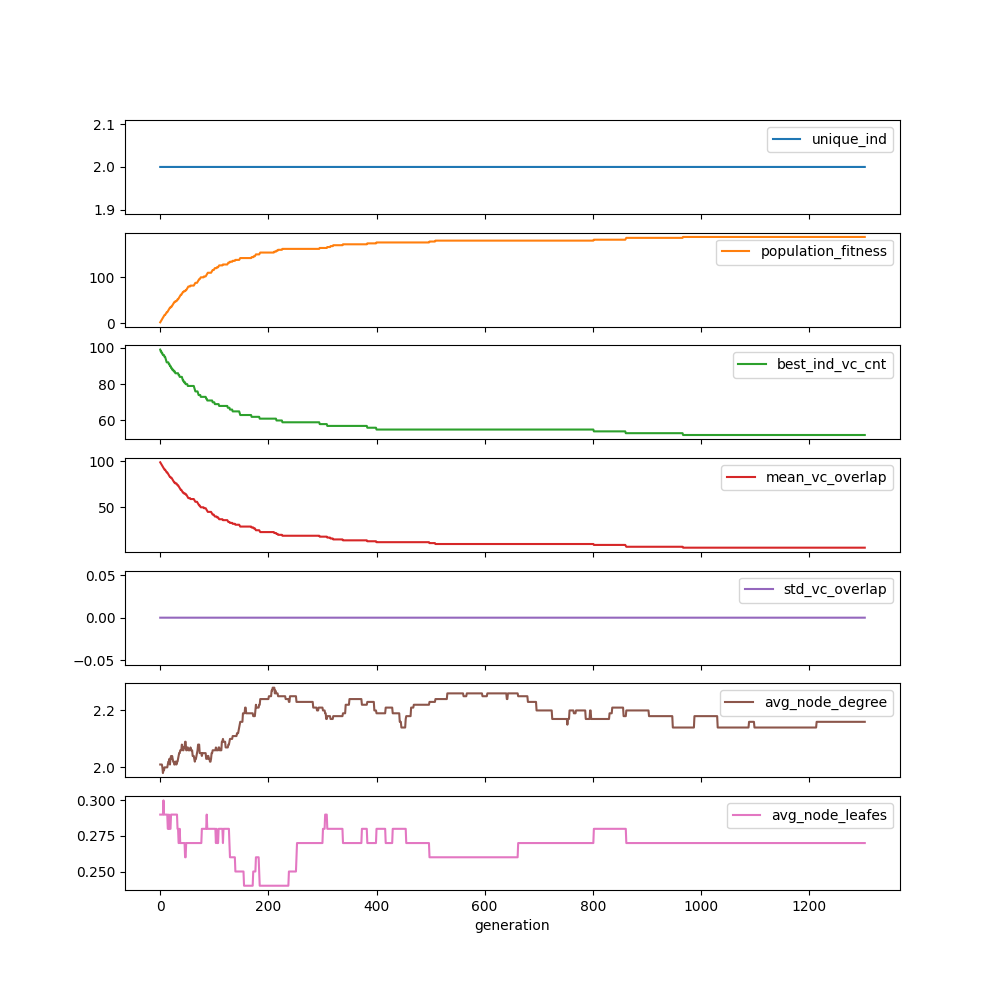 2.1
2.0
1.9
unique_ind
100
0
population_fitness
100
80
60
best_ind_vc_cnt
100
50
mean_vc_overlap
0.05
0.00
−0.05
std_vc_overlap
2.2
2.0
avg_node_degree
0.300
0.275
0.250
avg_node_leafes
0 200 400 600 800 1000 1200
generation